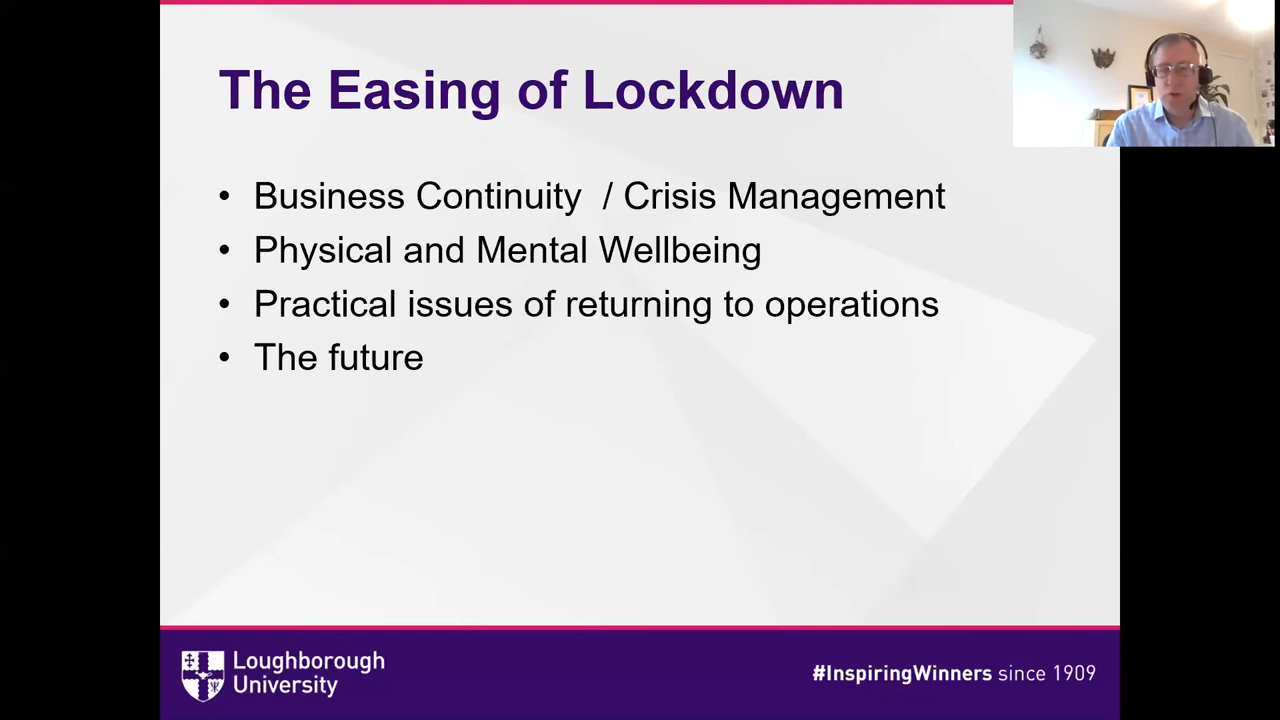 The Easing of Lockdown
• Business Continuity  / Crisis Management
• Physical and Mental Wellbeing
• Practical issues of returning to operations
• The future
Loughborough
University
#InspiringWinners since 1909